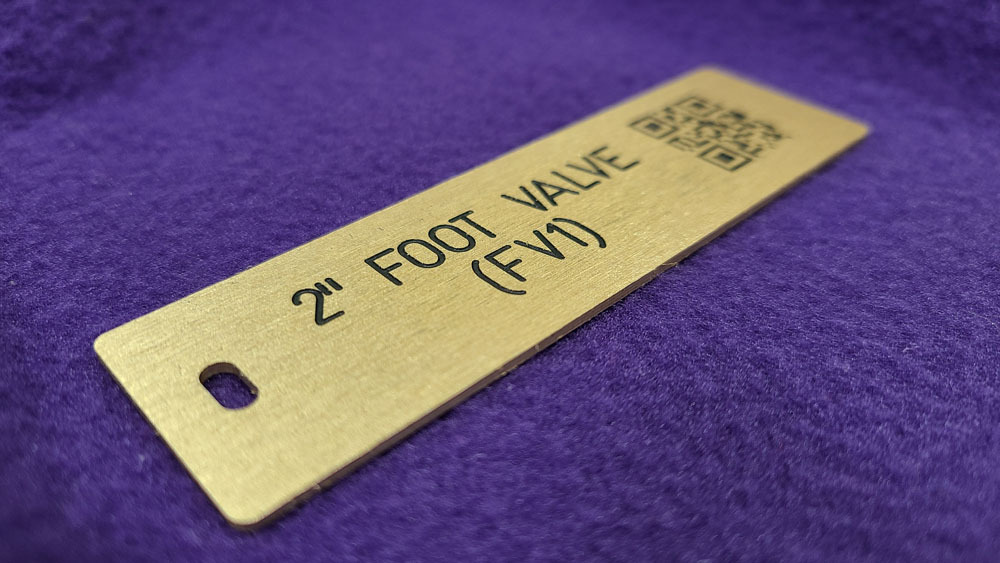 2" FOOT VALVE
(FV1)